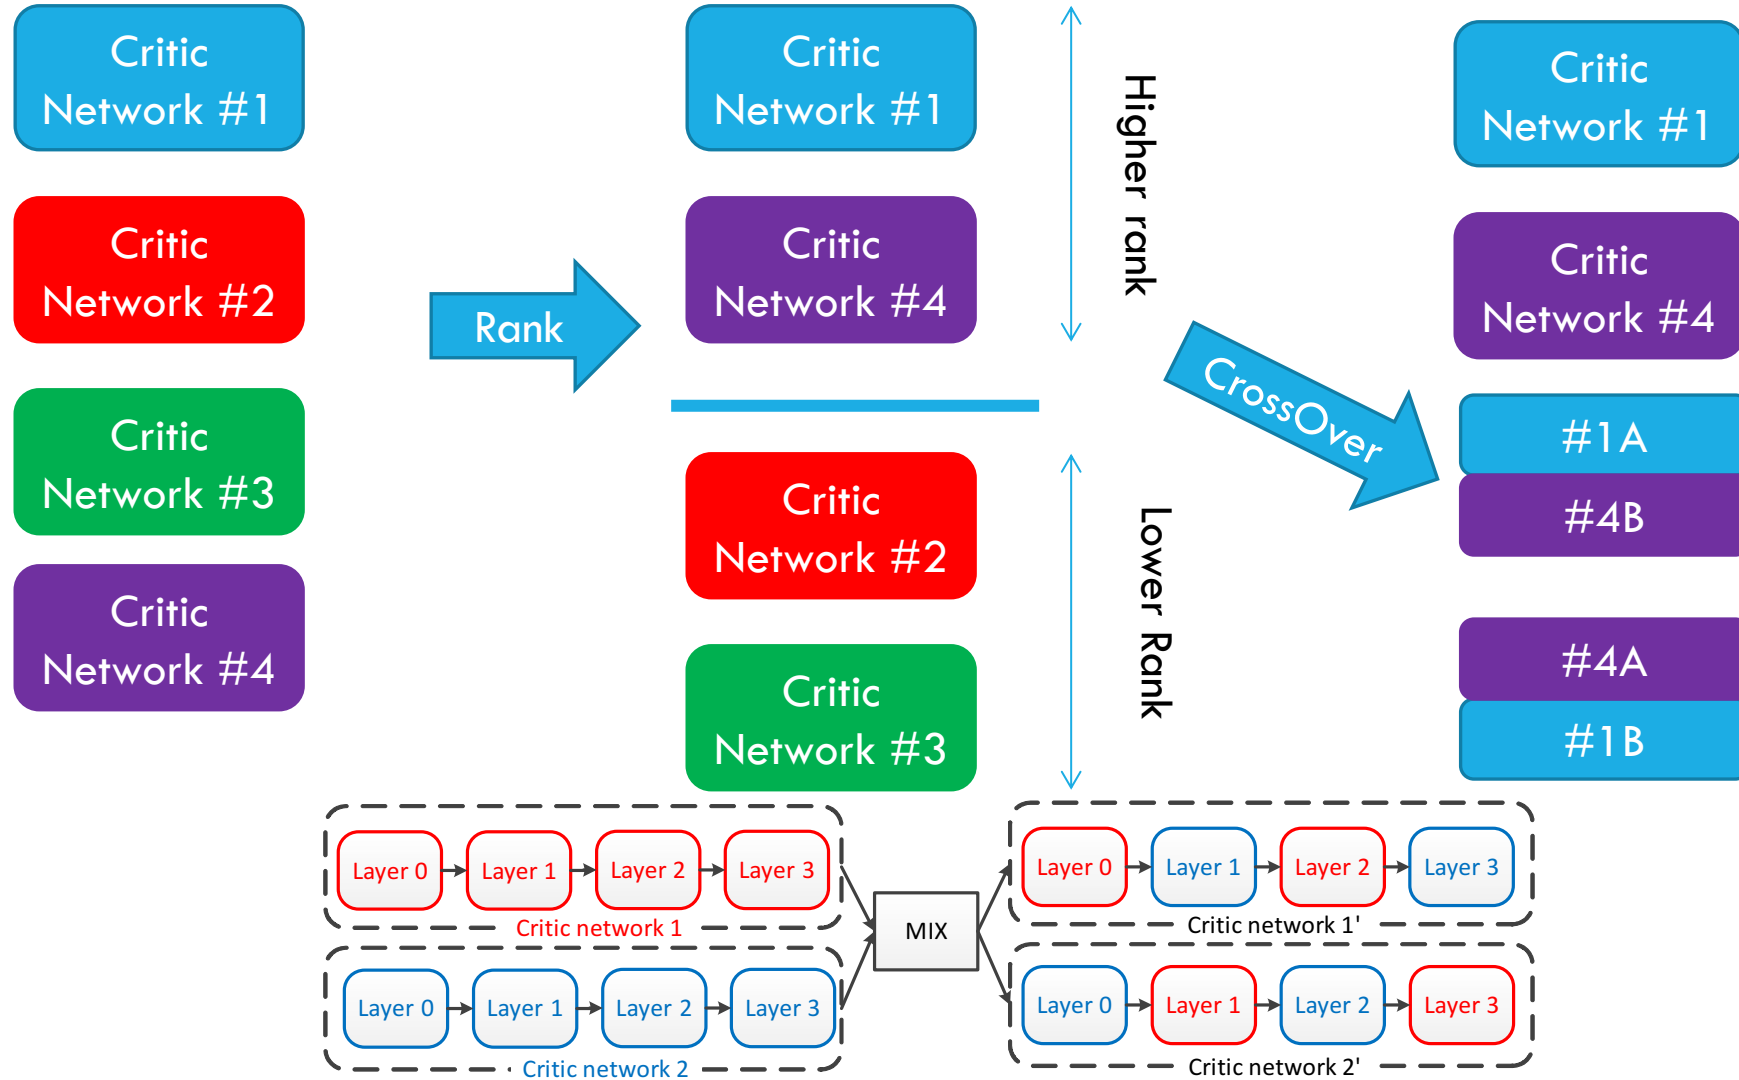 Critic
Network #1
Critic
Network #2
Critic
Network #3
Critic
Network #4
Rank
Critic
Network #1
Critic
Network #4
Critic
Network #2
Critic
Network #3
Higher rank
Lower Rank
CrossOver
Critic
Network #1
Critic
Network #4
#1A
#4B
#4A
#1B
Layer 0
Layer 1
Layer 2
Layer 3
Critic network 1
Layer 0
Layer 1
Layer 2
Layer 3
Critic network 2
MIX
Layer 0
Layer 1
Layer 2
Layer 3
Critic network 1'
Layer 0
Layer 1
Layer 2
Layer 3
Critic network 2'